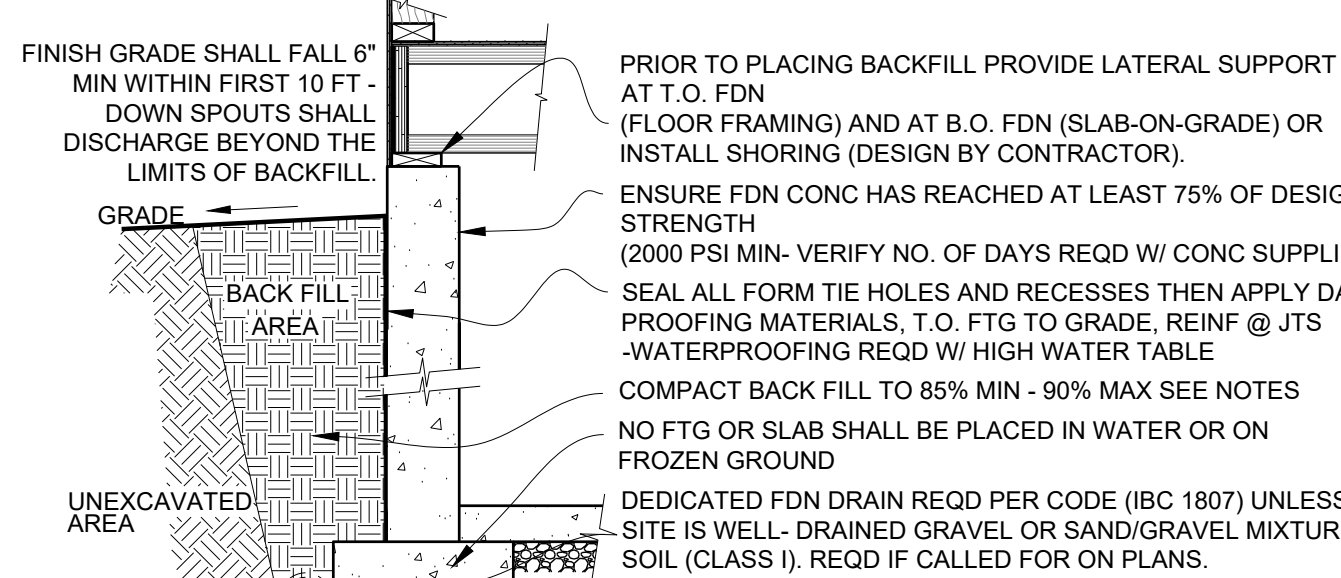 FINISH GRADE SHALL FALL 6"
MIN WITHIN FIRST 10 FT -
DOWN SPOUTS SHALL
DISCHARGE BEYOND THE
LIMITS OF BACKFILL.
GRADE
BACK FILL
AREA
UNEXCAVATED
AREA
PRIOR TO PLACING BACKFILL PROVIDE LATERAL SUPPORT
AT T.O. FDN
(FLOOR FRAMING) AND AT B.O. FDN (SLAB-ON-GRADE) OR
INSTALL SHORING (DESIGN BY CONTRACTOR).
ENSURE FDN CONC HAS REACHED AT LEAST 75% OF
STRENGTH
(2000 PSI MIN- VERIFY NO. OF DAYS REQD W/ CONC
SEAL ALL FORM TIE HOLES AND RECESSES THEN APPLY
PROOFING MATERIALS, T.O. FTG TO GRADE, REINF @ JTS
-WATERPROOFING REQD W/ HIGH WATER TABLE
COMPACT BACK FILL TO 85% MIN - 90% MAX SEE NOTES
NO FTG OR SLAB SHALL BE PLACED IN WATER OR ON
FROZEN GROUND
DEDICATED FDN DRAIN REQD PER CODE (IBC 1807) UNLESS
SITE IS WELL- DRAINED GRAVEL OR SAND/GRAVEL
SOIL (CLASS I). REQD IF CALLED FOR ON PLANS.